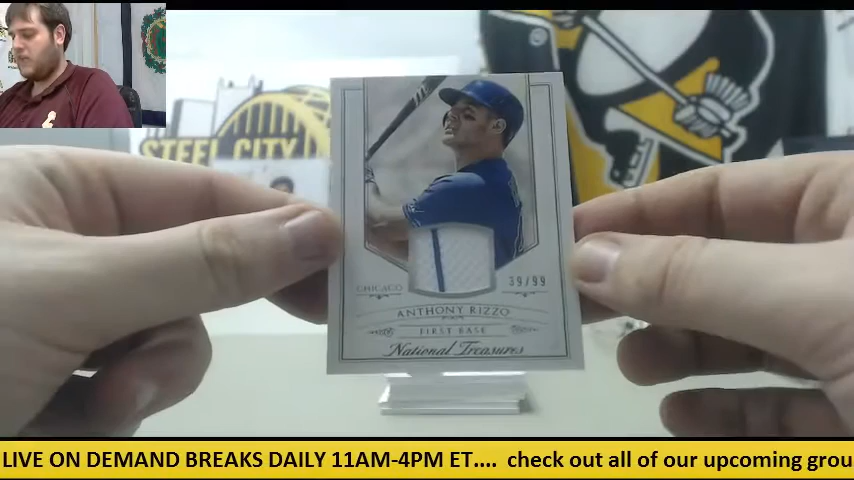 STEEL CITY
CHICAGO
39/99
ANTHONY RIZZO
FIRST BASE
National Treasures
LIVE ON DEMAND BREAKS DAILY 11AM-4PM ET.... check out all of our upcoming grou